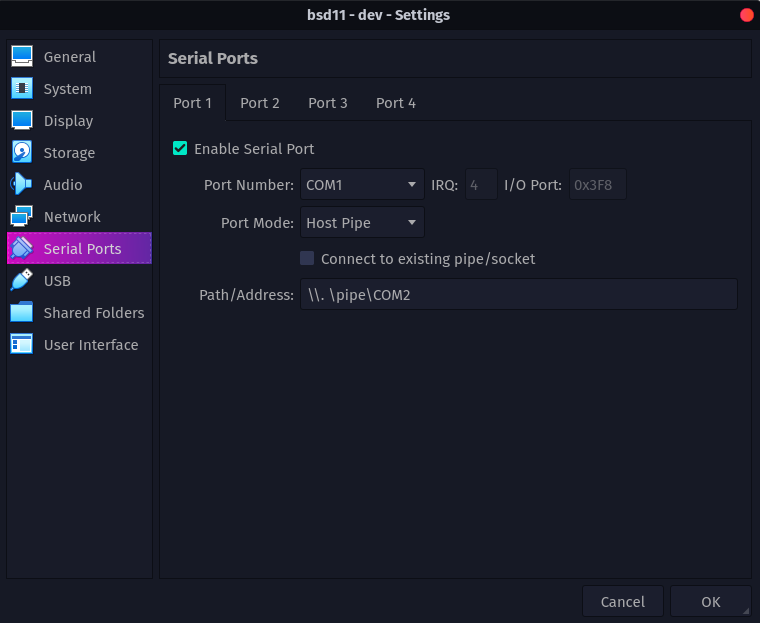 bsd11 - dev - Settings
General
System
Display
Storage
Audio
Network
Serial Ports
USB
Shared Folders
User Interface
Serial Ports
Port 1 Port 2 Port 3 Port 4
Enable Serial Port
Port Number: COM1 IRQ: 4 I/O Port: 0x3F8
Port Mode: Host Pipe
Connect to existing pipe/socket
Path/Address: \\. \pipe\COM2
Cancel OK